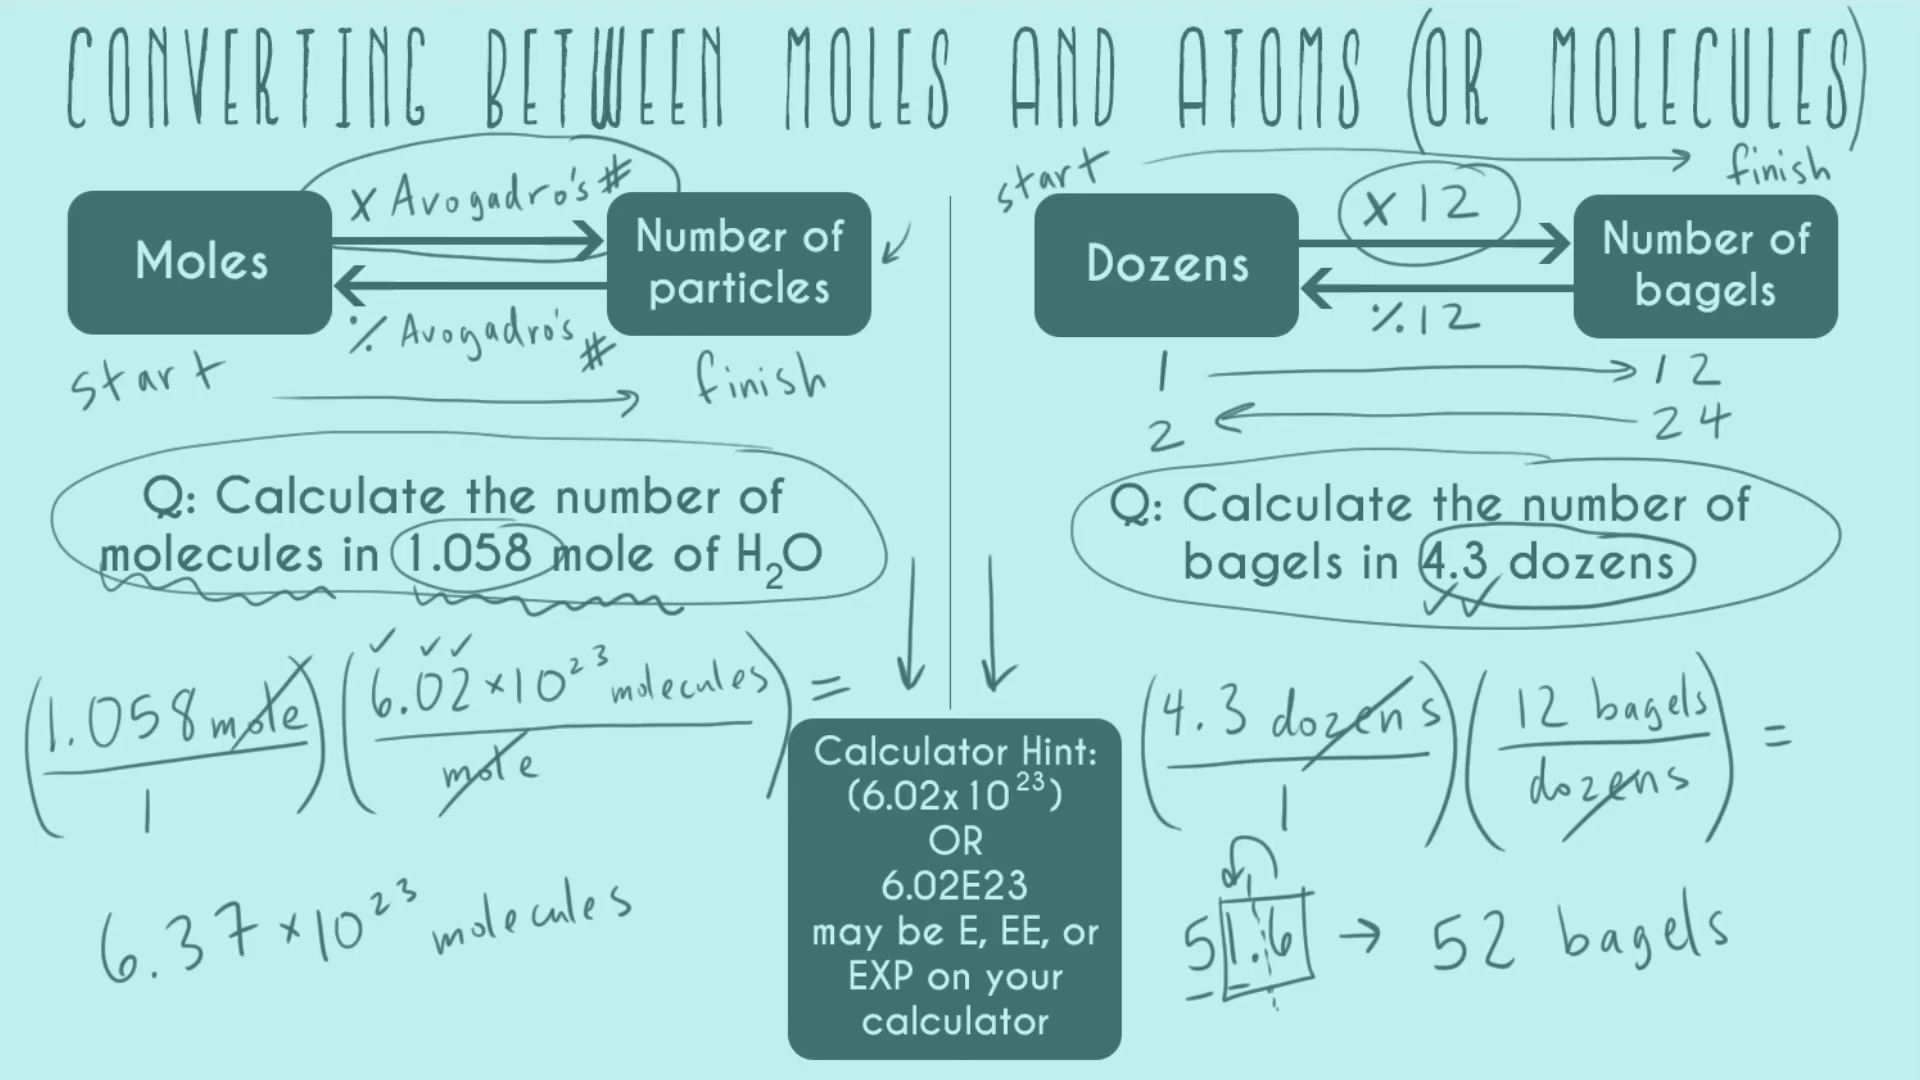 CONVERTING BETWEEN MOLES AND ATOMS (OR MOLECULES)
Moles
x Avogadro's #
Number of
particles
% Avogadro's #
start
finish
Q: Calculate the number of
molecules in 1.058 mole of H₂O
(1.058 mole / 1) (6.02 × 10²³ molecules / mole) =
6.37 × 10²³ molecules
start
finish
Dozens
x 12
Number of
bagels
% 12
1 → 12
2 ← 24
Q: Calculate the number of
bagels in 4.3 dozens
(4.3 dozens / 1) (12 bagels / dozens) =
51.6 → 52 bagels
Calculator Hint:
(6.02x10²³)
OR
6.02E23
may be E, EE, or
EXP on your
calculator